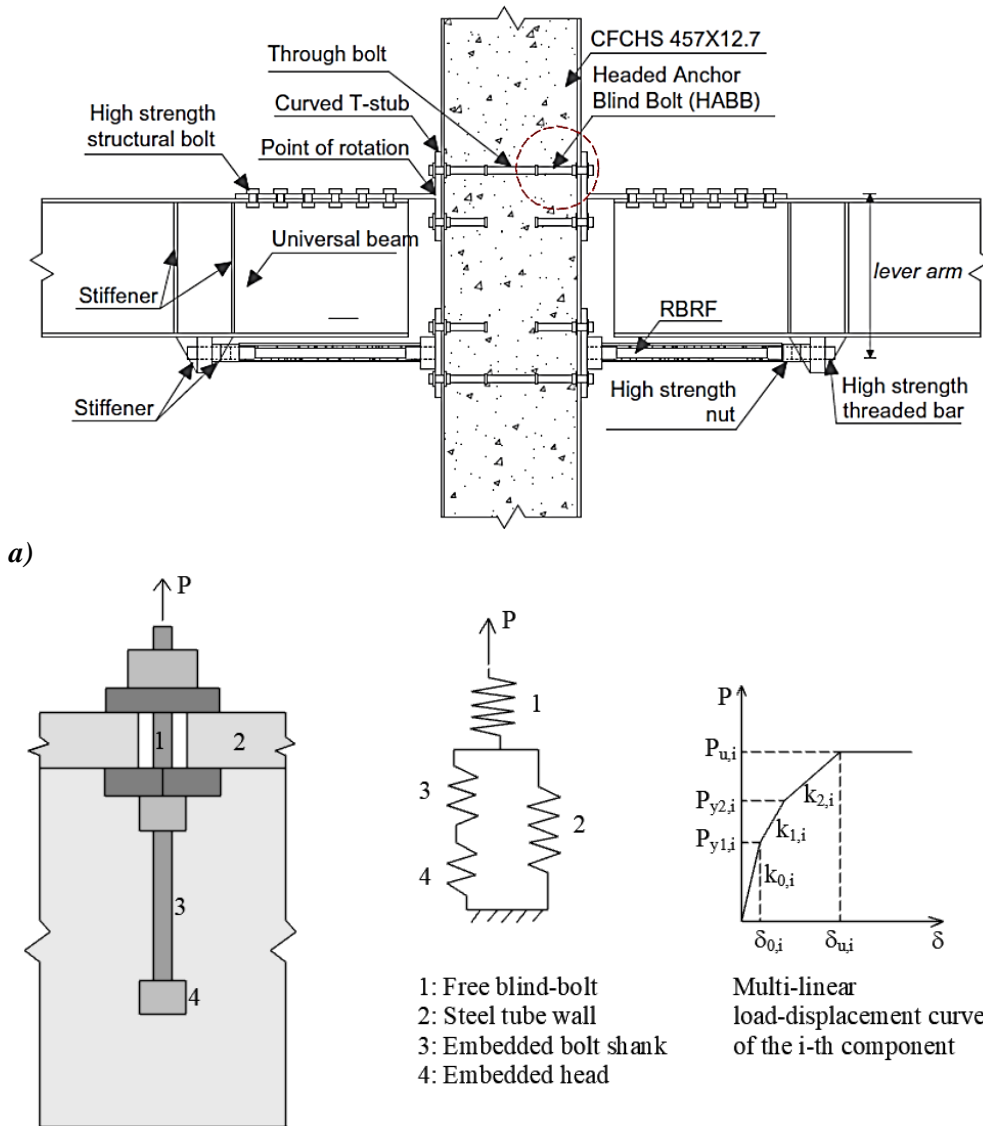 Through bolt
CFCHS 457X12.7
Curved T-stub
Headed Anchor
Blind Bolt (HABB)
High strength
structural bolt
Point of rotation
Universal beam
Stiffener
lever arm
RBRF
Stiffener
High strength
nut
High strength
threaded bar
a)
P
1
2
3
4
P
1
3
2
4
P
Pu,i
Py2,i
k2,i
Py1,i
k1,i
k0,i
δ0,i
δu,i
δ
1: Free blind-bolt
2: Steel tube wall
3: Embedded bolt shank
4: Embedded head
Multi-linear
load-displacement curve
of the i-th component